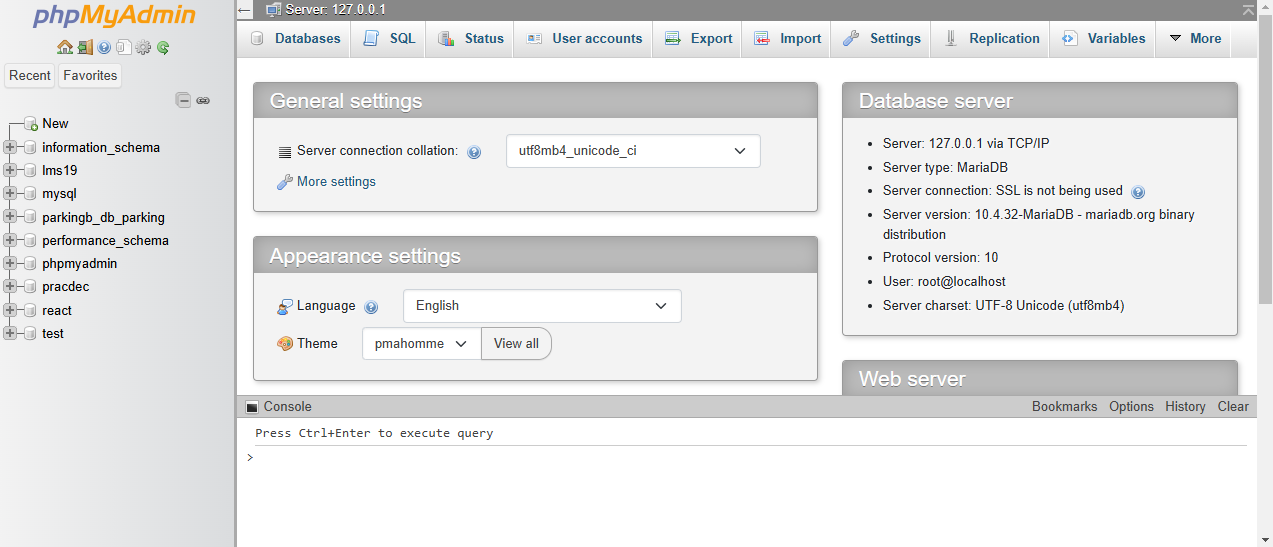 phpMyAdmin
Recent Favorites
New
information_schema
lms19
mysql
parkingb_db_parking
performance_schema
phpmyadmin
pracdec
react
test
Server: 127.0.0.1
Databases SQL Status User accounts Export Import Settings Replication Variables More
General settings
Server connection collation: utf8mb4_unicode_ci
More settings
Appearance settings
Language English
Theme pmahomme View all
Database server
Server: 127.0.0.1 via TCP/IP
Server type: MariaDB
Server connection: SSL is not being used
Server version: 10.4.32-MariaDB - mariadb.org binary
distribution
Protocol version: 10
User: root@localhost
Server charset: UTF-8 Unicode (utf8mb4)
Web server
Console Bookmarks Options History Clear
Press Ctrl+Enter to execute query
>